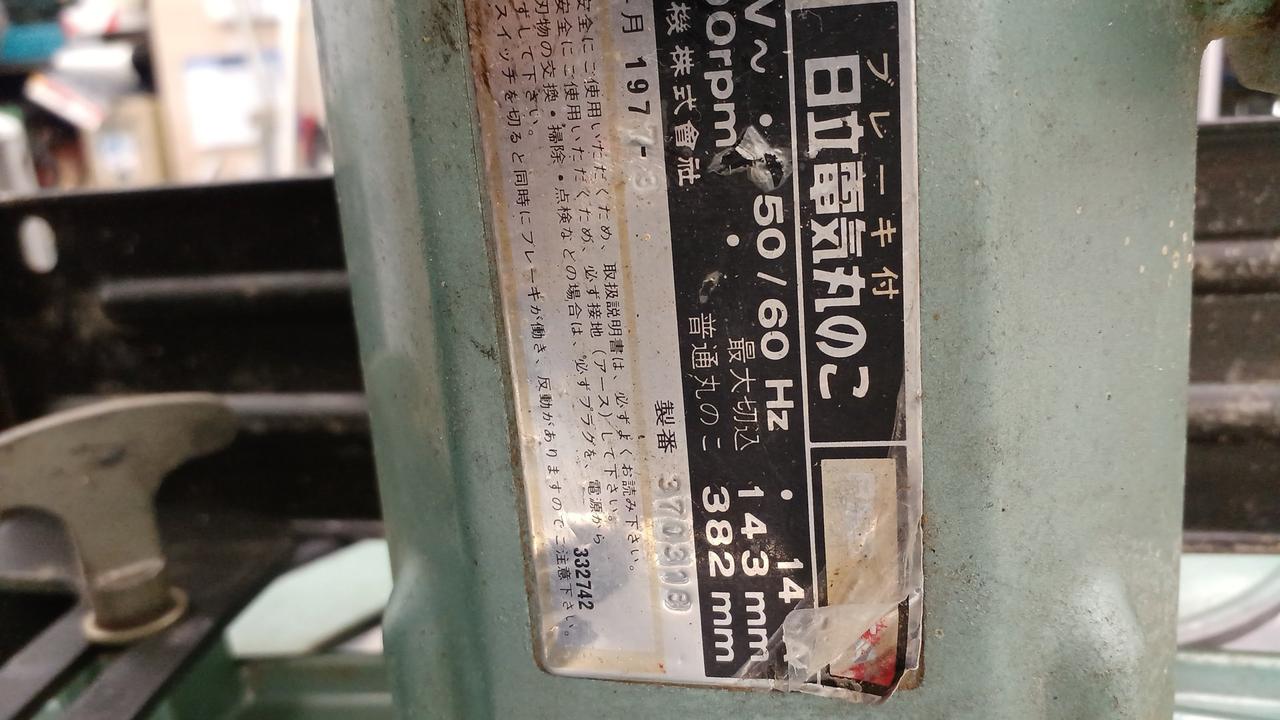 ブレーキ付
日立電気丸のこ
V～ • 50/60 Hz • 14
00rpm • 最大切込 143 mm
普通丸のこ 382 mm
機株式會社
製番 370308
月 1977-3
安全にご使用いただくため、取扱説明書は、必ずよくお読み下さい。
安全にご使用いただくため、必ず接地（アース）して下さい。
刃物の交換・掃除・点検などの場合は、必ずプラグを、電源から
ずして下さい。
332742
スイッチを切ると同時にブレーキが働き、反動がありますのでご注意下さい。